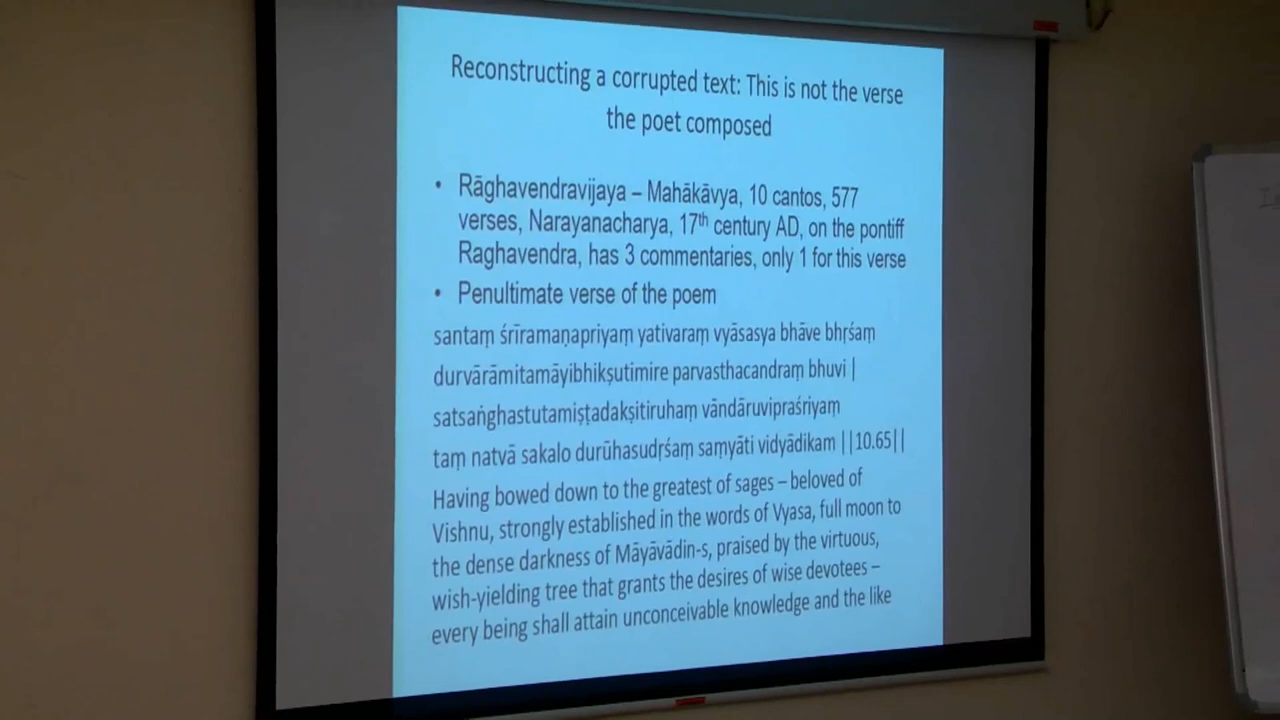 Reconstructing a corrupted text: This is not the verse
the poet composed
• Rāghavendravijaya – Mahākāvya, 10 cantos, 577
verses, Narayanacharya, 17th century AD, on the pontiff
Raghavendra, has 3 commentaries, only 1 for this verse
• Penultimate verse of the poem
santaṃ śrīramaṇapriyaṃ yativaraṃ vyāsasya bhāve bhṛśaṃ
durvārāmitamāyibhikṣutimire parvasthacandraṃ bhuvi |
satsaṅghastutamiṣṭadakṣitiruhaṃ vāndāruvipraśriyaṃ
taṃ natvā sakalo durūhasudṛśaṃ saṃyāti vidyādikam ||10.65||
Having bowed down to the greatest of sages – beloved of
Vishnu, strongly established in the words of Vyasa, full moon to
the dense darkness of Māyāvādin-s, praised by the virtuous,
wish-yielding tree that grants the desires of wise devotees –
every being shall attain unconceivable knowledge and the like